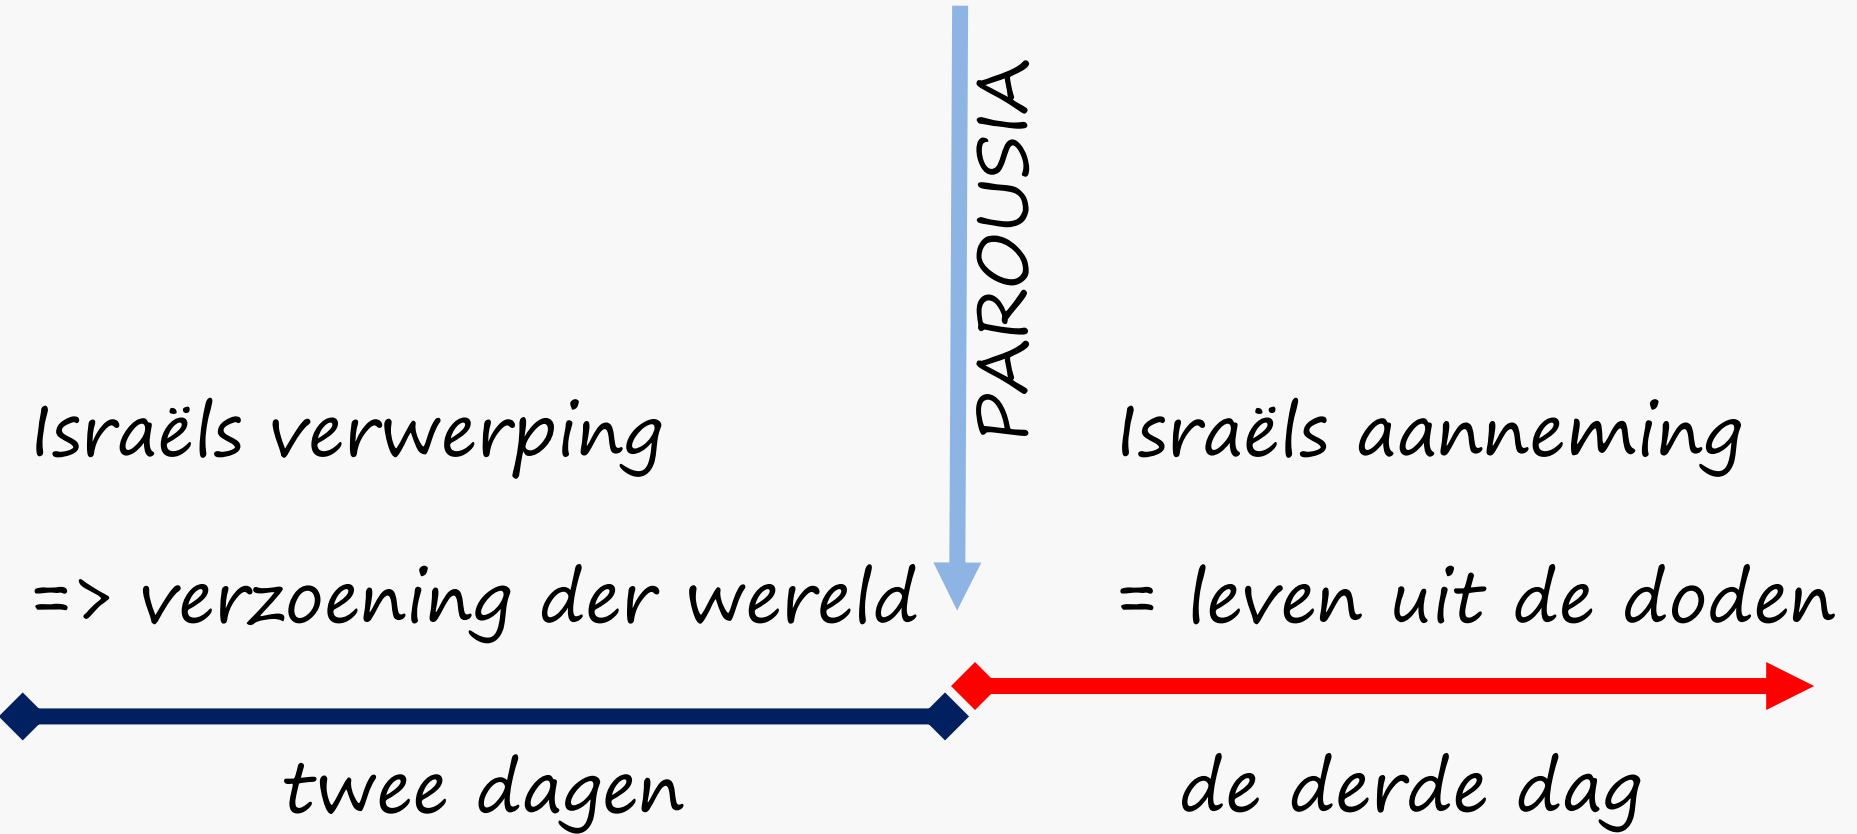 PAROUSIA
Israëls verwerping
=> verzoening der wereld
twee dagen
Israëls aanneming
= leven uit de doden
de derde dag